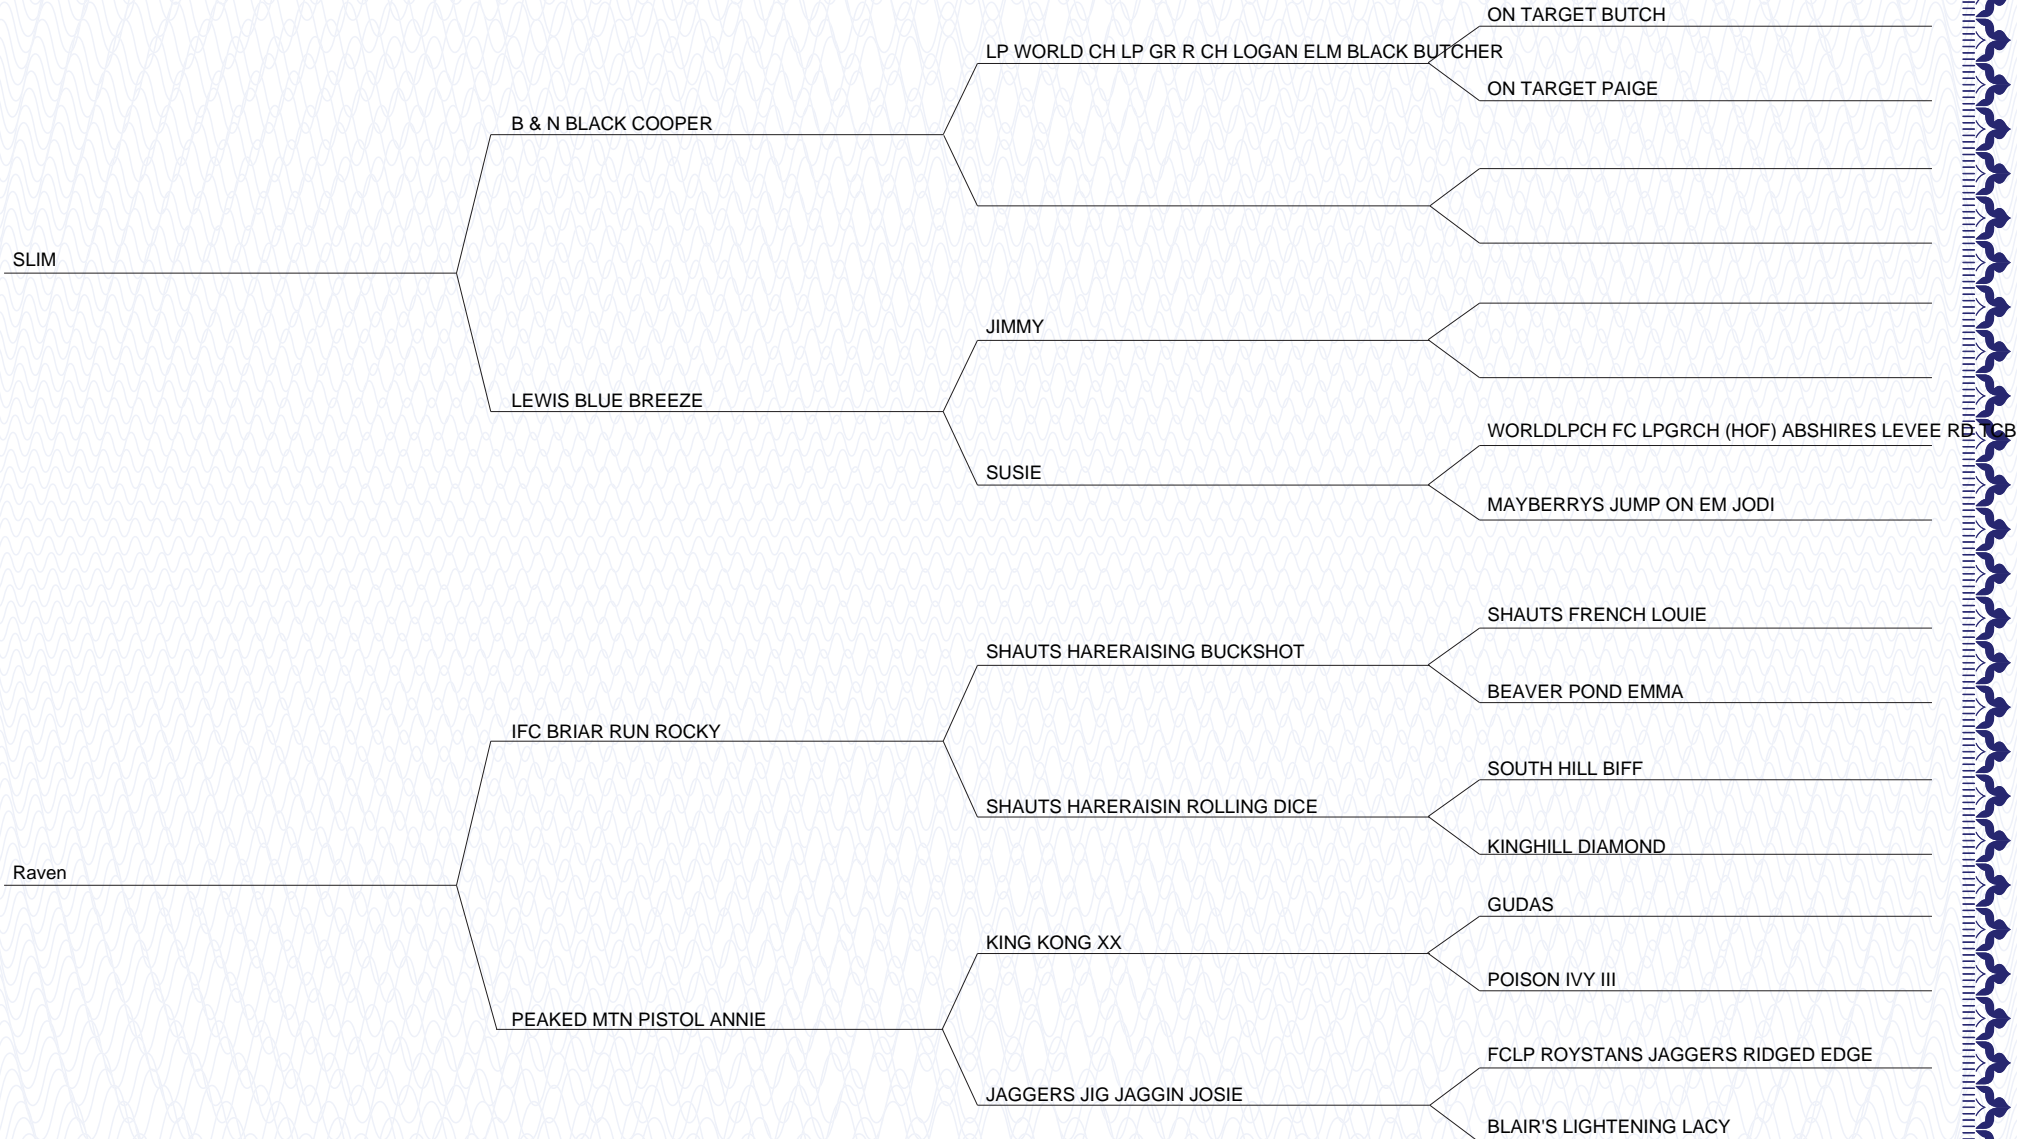 ON TARGET BUTCH
LP WORLD CH LP GR R CH LOGAN ELM BLACK BUTCHER
ON TARGET PAIGE
B & N BLACK COOPER
SLIM
JIMMY
LEWIS BLUE BREEZE
WORLDLPCH FC LPGRCH (HOF) ABSHIRES LEVEE RD TCB
SUSIE
MAYBERRYS JUMP ON EM JODI
SHAUTS FRENCH LOUIE
SHAUTS HARERAISING BUCKSHOT
BEAVER POND EMMA
IFC BRIAR RUN ROCKY
SOUTH HILL BIFF
SHAUTS HARERAISIN ROLLING DICE
KINGHILL DIAMOND
Raven
GUDAS
KING KONG XX
POISON IVY III
PEAKED MTN PISTOL ANNIE
FCLP ROYSTANS JAGGERS RIDGED EDGE
JAGGERS JIG JAGGIN JOSIE
BLAIR'S LIGHTENING LACY